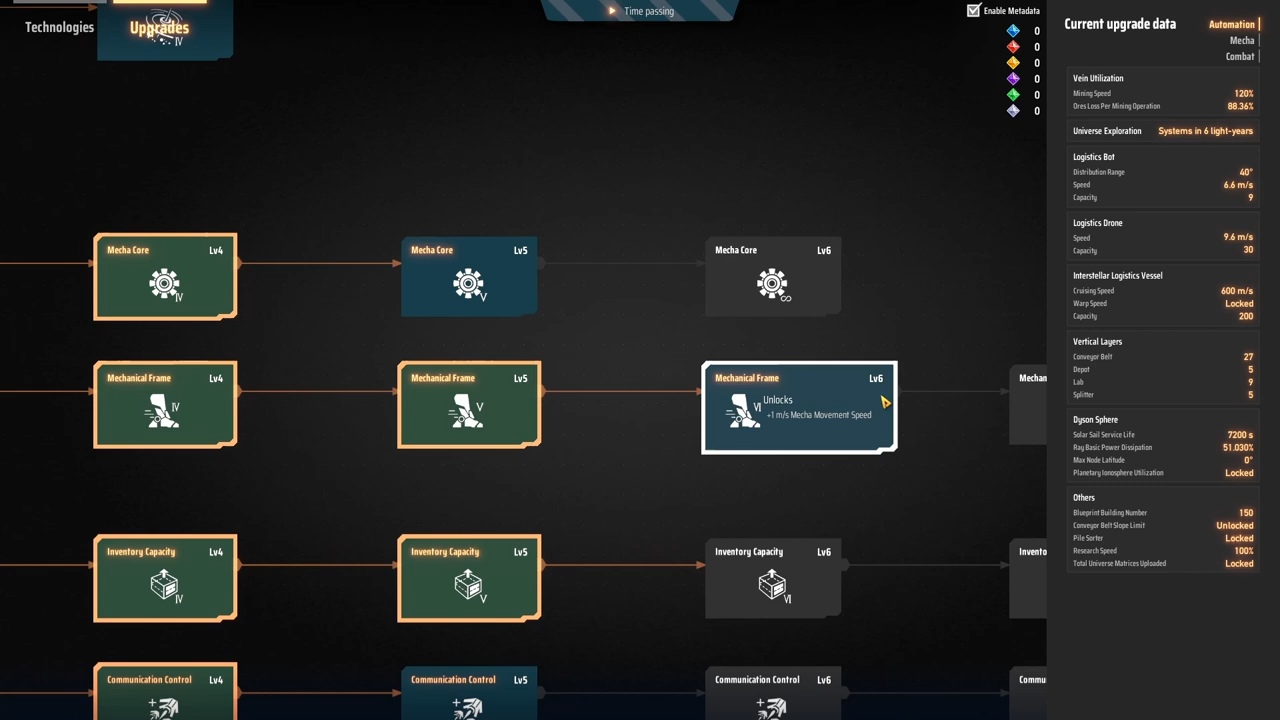 Technologies
Upgrades
IV
Time passing
Enable Metadata
0
0
0
0
0
0
Mecha Core Lv4
IV
Mecha Core Lv5
V
Mecha Core Lv6
∞
Mechanical Frame Lv4
IV
Mechanical Frame Lv5
V
Mechanical Frame Lv6
VI
Unlocks
+1 m/s Mecha Movement Speed
Mechan
Inventory Capacity Lv4
IV
Inventory Capacity Lv5
V
Inventory Capacity Lv6
VI
Invento
Communication Control Lv4
Communication Control Lv5
Communication Control Lv6
Commu
Current upgrade data
Automation
Mecha
Combat
Vein Utilization
Mining Speed 120%
Ores Loss Per Mining Operation 88.36%
Universe Exploration Systems in 6 light-years
Logistics Bot
Distribution Range 40°
Speed 6.6 m/s
Capacity 9
Logistics Drone
Speed 9.6 m/s
Capacity 30
Interstellar Logistics Vessel
Cruising Speed 600 m/s
Warp Speed Locked
Capacity 200
Vertical Layers
Conveyor Belt 27
Depot 5
Lab 9
Splitter 5
Dyson Sphere
Solar Sail Service Life 7200 s
Ray Basic Power Dissipation 51.030%
Max Node Latitude 0°
Planetary Ionosphere Utilization Locked
Others
Blueprint Building Number 150
Conveyor Belt Slope Limit Unlocked
Pile Sorter Locked
Research Speed 100%
Total Universe Matrices Uploaded Locked